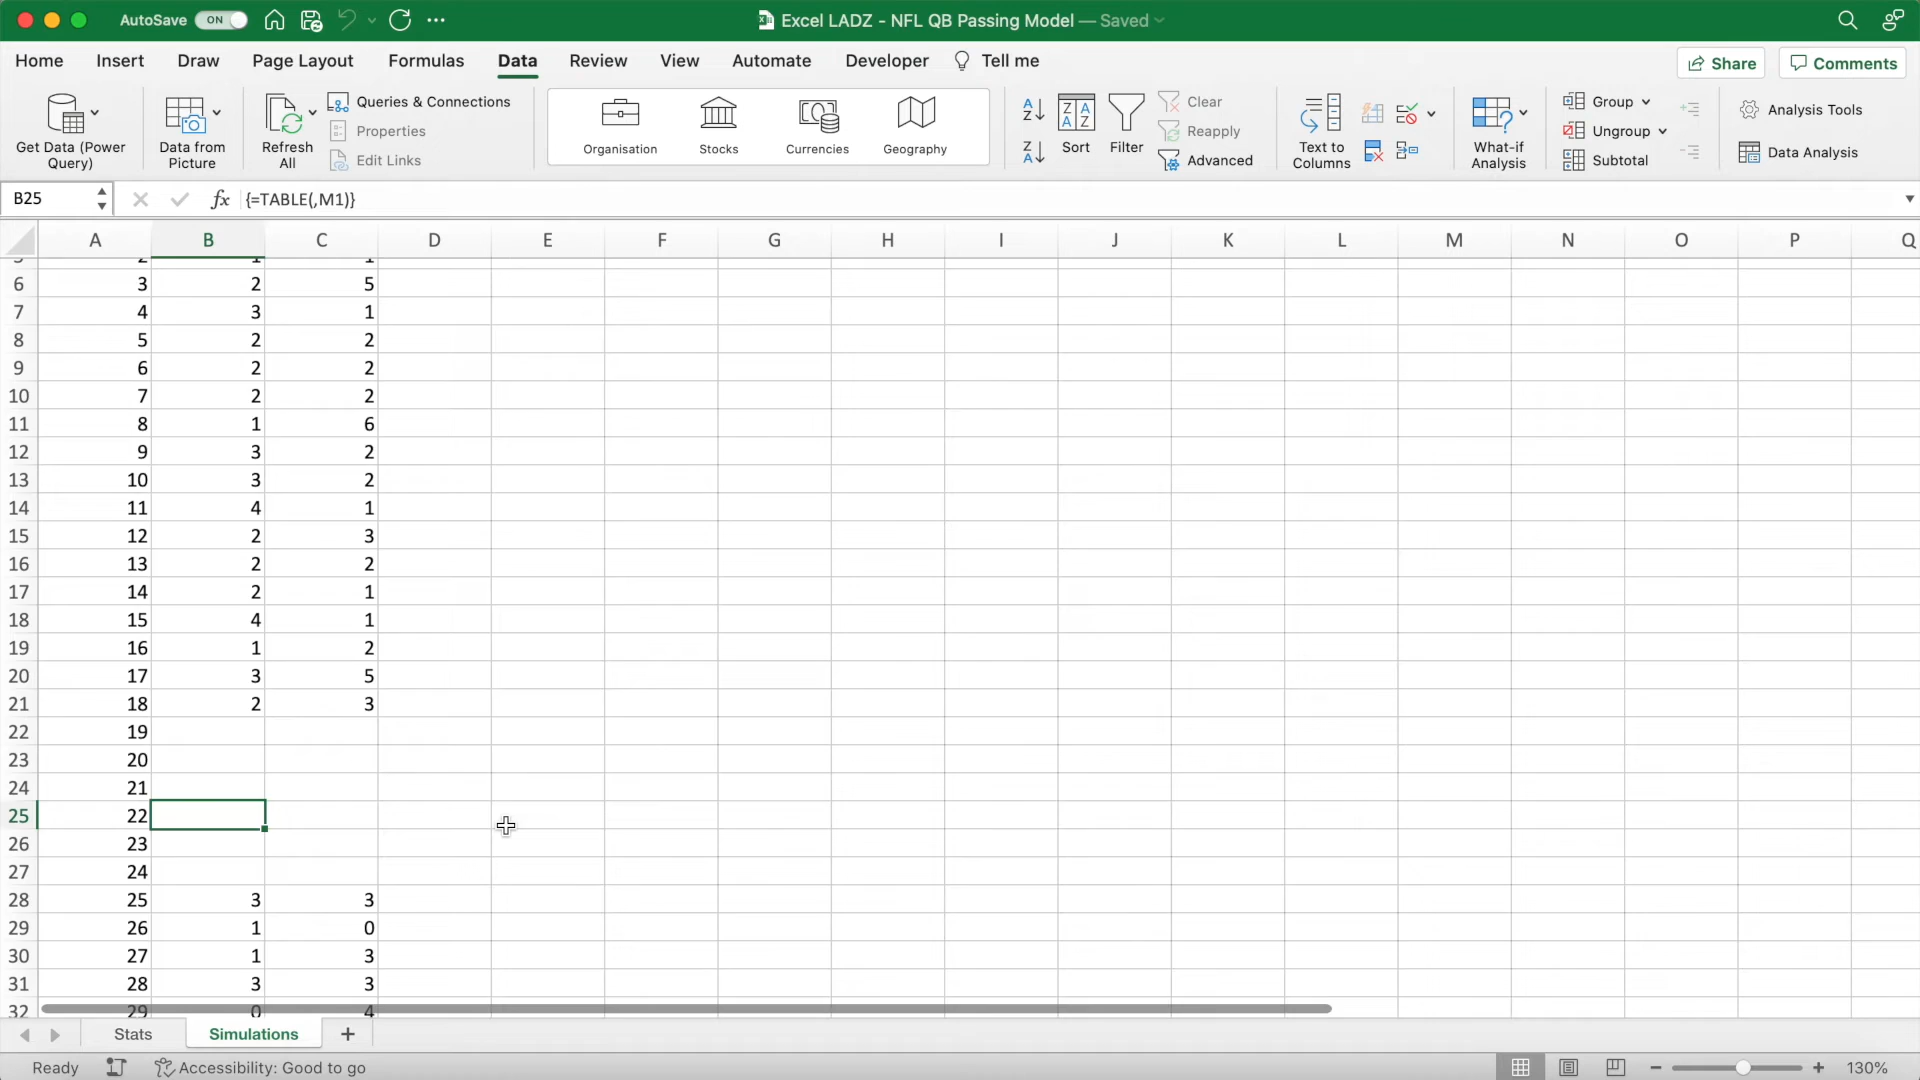 AutoSave ON Excel LADZ - NFL QB Passing Model — Saved
Home Insert Draw Page Layout Formulas Data Review View Automate Developer Tell me Share Comments
Get Data (Power Query)
Data from Picture
Refresh All
Queries & Connections
Properties
Edit Links
Organisation Stocks Currencies Geography
Sort Filter
Clear
Reapply
Advanced
Text to Columns
What-if Analysis
Group
Ungroup
Subtotal
Analysis Tools
Data Analysis
B25 fx {=TABLE(,M1)}
A B C D E F G H I J K L M N O P Q
6 3 2 5
7 4 3 1
8 5 2 2
9 6 2 2
10 7 2 2
11 8 1 6
12 9 3 2
13 10 3 2
14 11 4 1
15 12 2 3
16 13 2 2
17 14 2 1
18 15 4 1
19 16 1 2
20 17 3 5
21 18 2 3
22 19
23 20
24 21
25 22
26 23
27 24
28 25 3 3
29 26 1 0
30 27 1 3
31 28 3 3
32 29 0 4
Stats Simulations +
Ready Accessibility: Good to go 130%